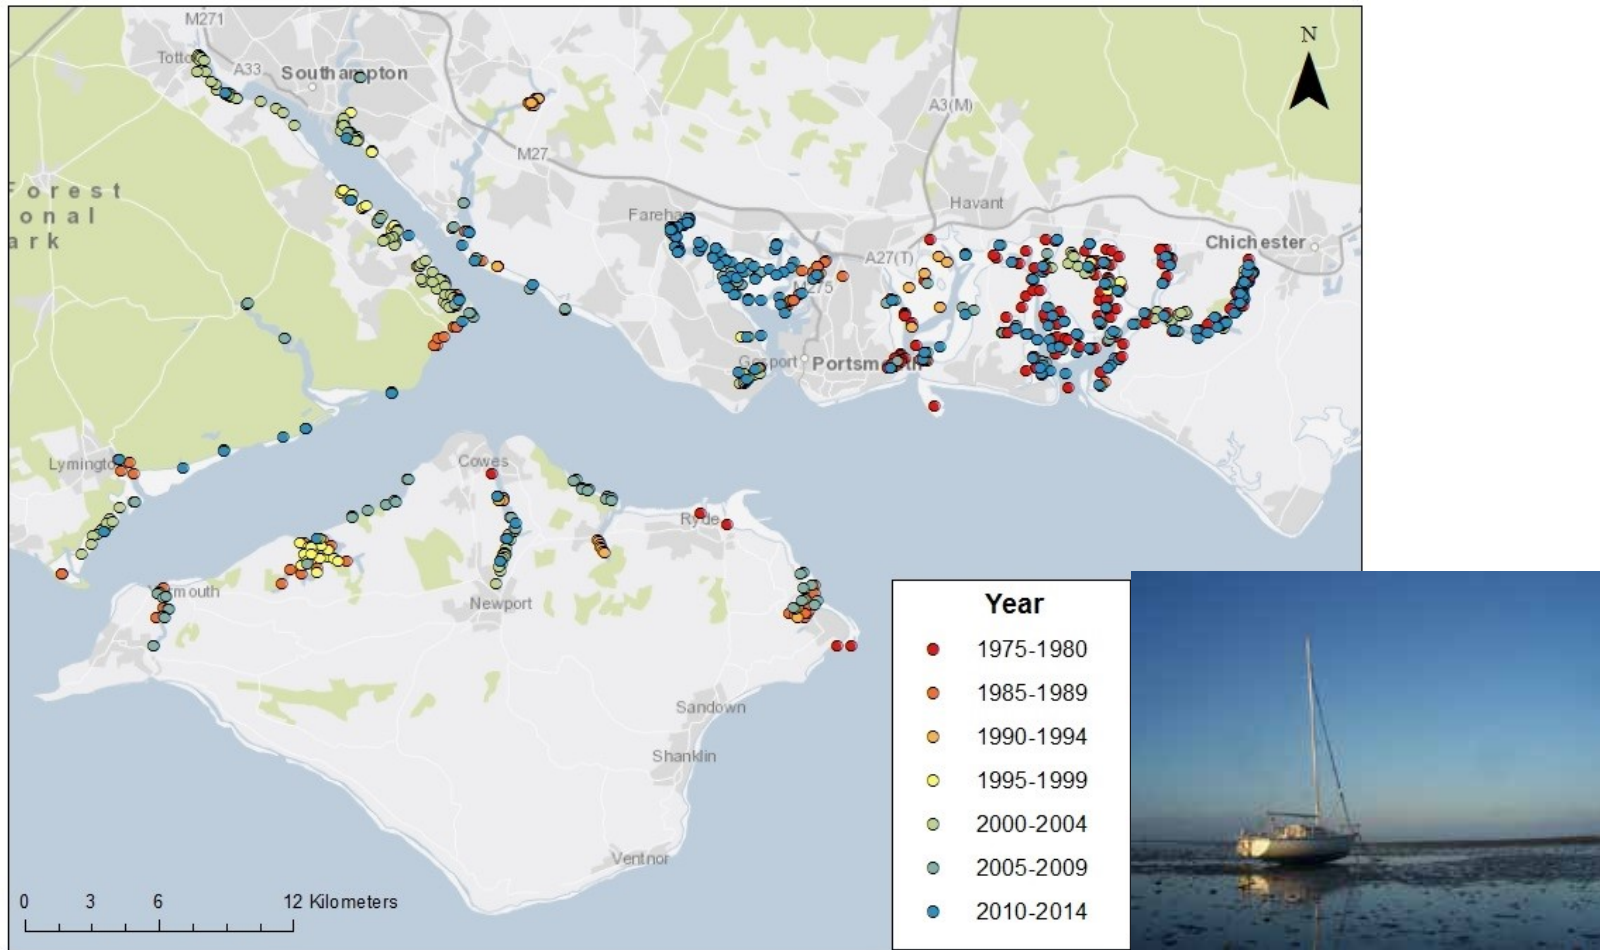 M271
N
Totto
A33
Southampton
A3(M)
M27
Forest
onal
ark
Havant
Fareha
Chichester
A27(T)
M275
Gosport
Portsmouth
Lymingto
Cowes
Ryde
Yarmouth
Newport
Year
1975-1980
1985-1989
1990-1994
1995-1999
2000-2004
2005-2009
2010-2014
Sandown
Shanklin
Ventnor
0 3 6 12 Kilometers